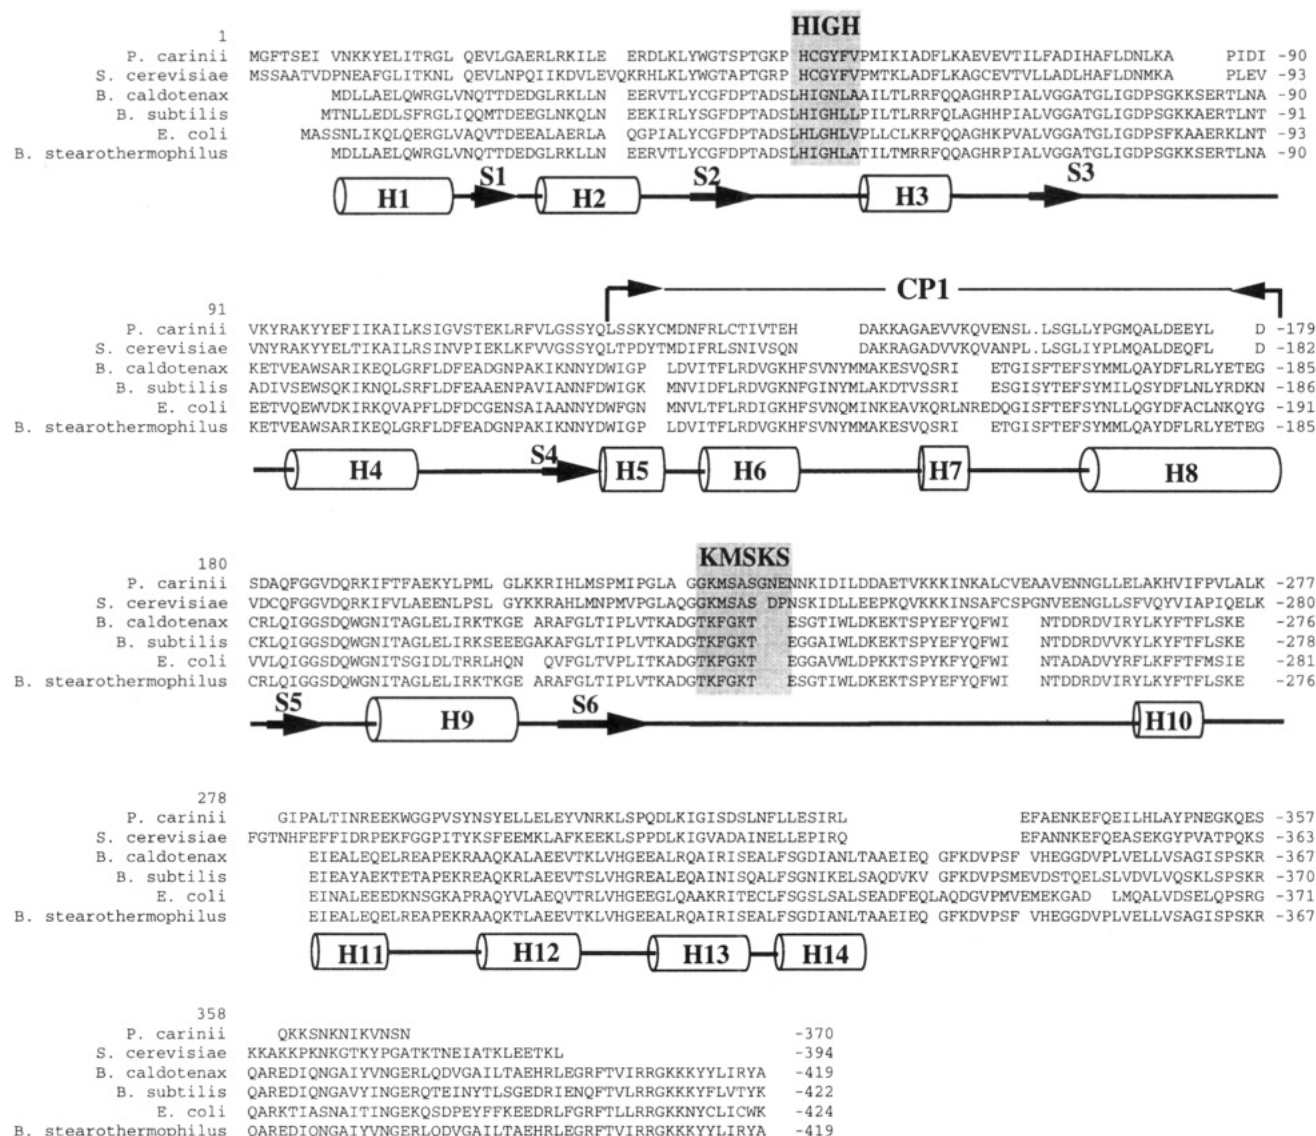 HIGH
1
P. carinii MGFTSEI VNKKYELITRGL QEVLGAERLRKILE ERDLKLYWGTSPTGKP HCGYFVPMIKIADFLKAEVEVTILFADIHAFLDNLKA PIDI -90
S. cerevisiae MSSAATVDPNEAFGLITKNL QEVLNPQIIKDVLEVQKRHLKLYWGTAPTGRP HCGYFVPMTKLADFLKAGCEVTVLLADLHAFLDNMKA PLEV -93
B. caldotenax MDLLAELQWRGLVNQTTDEDGLRKLLN EERVTLYCGFDPTADSLHIGNLAAILTLRRFQQAGHRPIALVGGATGLIGDPSGKKSERTLNA -90
B. subtilis MTNLLEDLSFRGLIQQMTDEEGLNKQLN EEKIRLYSGFDPTADSLHIGHLLPILTLRRFQLAGHHPIALVGGATGLIGDPSGKKAERTLNT -91
E. coli MASSNLIKQLQERGLVAQVTDEEALAERLA QGPIALYCGFDPTADSLHLGHLVPLLCLKRFQQAGHKPVALVGGATGLIGDPSFKAAERKLNT -93
B. stearothermophilus MDLLAELQWRGLVNQTTDEDGLRKLLN EERVTLYCGFDPTADSLHIGHLATILTMRRFQQAGHRPIALVGGATGLIGDPSGKKSERTLNA -90
H1 S1 H2 S2 H3 S3
CP1
91
P. carinii VKYRAKYYEFIIKAILKSIGVSTEKLRFVLGSSYQLSSKYCMDNFRLCTIVTEH DAKKAGAEVVKQVENSL.LSGLLYPGMQALDEEYL D -179
S. cerevisiae VNYRAKYYELTIKAILRSINVPIEKLKFVVGSSYQLTPDYTMDIFRLSNIVSQN DAKRAGADVVKQVANPL.LSGLIYPLMQALDEQFL D -182
B. caldotenax KETVEAWSARIKEQLGRFLDFEADGNPAKIKNNYDWIGP LDVITFLRDVGKHFSVNYMMAKESVQSRI ETGISFTEFSYMMLQAYDFLRLYETEG -185
B. subtilis ADIVSEWSQKIKNQLSRFLDFEAAENPAVIANNFDWIGK MNVIDFLRDVGKNFGINYMLAKDTVSSRI ESGISYTEFSYMILQSYDFLNLYRDKN -186
E. coli EETVQEWVDKIRKQVAPFLDFDCGENSAIAANNYDWFGN MNVLTFLRDIGKHFSVNQMINKEAVKQRLNREDQGISFTEFSYNLLQGYDFACLNKQYG -191
B. stearothermophilus KETVEAWSARIKEQLGRFLDFEADGNPAKIKNNYDWIGP LDVITFLRDVGKHFSVNYMMAKESVQSRI ETGISFTEFSYMMLQAYDFLRLYETEG -185
H4 S4 H5 H6 H7 H8
KMSKS
180
P. carinii SDAQFGGVDQRKIFTFAEKYLPML GLKKRIHLMSPMIPGLA GGKMSASGNENNKIDILDDAETVKKKINKALCVEAAVENNGLLELAKHVIFPVLALK -277
S. cerevisiae VDCQFGGVDQRKIFVLAEENLPSL GYKKRAHLMNPMVPGLAQGGKMSAS DPNSKIDLLEEPKQVKKKINSAFCSPGNVEENGLLSFVQYVIAPIQELK -280
B. caldotenax CRLQIGGSDQWGNITAGLELIRKTKGE ARAFGLTIPLVTKADGTKFGKT ESGTIWLDKEKTSPYEFYQFWI NTDDRDVIRYLKYFTFLSKE -276
B. subtilis CKLQIGGSDQWGNITAGLELIRKSEEEGAKAFGLTIPLVTKADGTKFGKT EGGAIWLDKEKTSPYEFYQFWI NTDDRDVVKYLKYFTFLSKE -278
E. coli VVLQIGGSDQWGNITSGIDLTRRLHQN QVFGLTVPLITKADGTKFGKT EGGAVWLDPKKTSPYKFYQFWI NTADADVYRFLKFFTFMSIE -281
B. stearothermophilus CRLQIGGSDQWGNITAGLELIRKTKGE ARAFGLTIPLVTKADGTKFGKT ESGTIWLDKEKTSPYEFYQFWI NTDDRDVIRYLKYFTFLSKE -276
S5 H9 S6 H10
278
P. carinii GIPALTINREEKWGGPVSYNSYELLELEYVNRKLSPQDLKIGISDSLNFLLESIRL EFAENKEFQEILHLAYPNEGKQES -357
S. cerevisiae FGTNHFEFFIDRPEKFGGPITYKSFEEMKLAFKEEKLSPPDLKIGVADAINELLEPIRQ EFANNKEFQEASEKGYPVATPQKS -363
B. caldotenax EIEALEQELREAPEKRAAQKALAEEVTKLVHGEEALRQAIRISEALFSGDIANLTAAEIEQ GFKDVPSF VHEGGDVPLVELLVSAGISPSKR -367
B. subtilis EIEAYAEKTETAPEKREAQKRLAEEVTSLVHGREALEQAINISQALFSGNIKELSAQDVKV GFKDVPSMEVDSTQELSLVDVLVQSKLSPSKR -370
E. coli EINALEEEDKNSGKAPRAQYVLAEQVTRLVHGEEGLQAAKRITECLFSGSLSALSEADFEQLAQDGVPMVEMEKGAD LMQALVDSELQPSRG -371
B. stearothermophilus EIEALEQELREAPEKRAAQKTLAEEVTKLVHGEEALRQAIRISEALFSGDIANLTAAEIEQ GFKDVPSF VHEGGDVPLVELLVSAGISPSKR -367
H11 H12 H13 H14
358
P. carinii QKKSNKNIKVNSN -370
S. cerevisiae KKAKKPKNKGTKYPGATKTNEIATKLEETKL -394
B. caldotenax QAREDIQNGAIYVNGERLQDVGAILTAEHRLEGRFTVIRRGKKKYYLIRYA -419
B. subtilis QAREDIQNGAVYINGERQTEINYTLSGEDRIENQFTVLRRGKKKYFLVTYK -422
E. coli QARKTIASNAITINGEKQSDPEYFFKEEDRLFGRFTLLRRGKKNYCLICWK -424
B. stearothermophilus QAREDIQNGAIYVNGERLQDVGAILTAEHRLEGRFTVIRRGKKKYYLIRYA -419